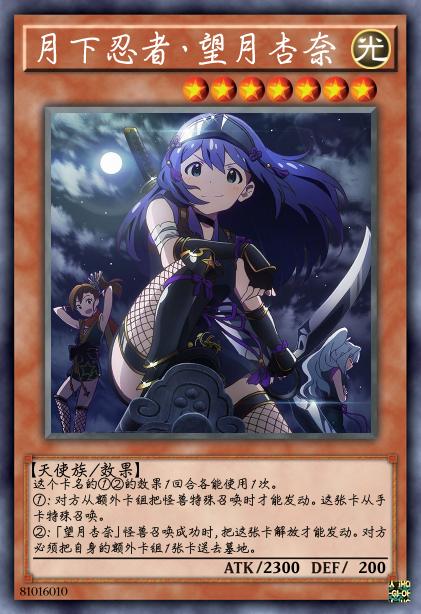 月下忍者·望月杏奈
光
【天使族/效果】
这个卡名的①②的效果1回合各能使用1次。
①：对方从额外卡组把怪兽特殊召唤时才能发动。这张卡从手
卡特殊召唤。
②：「望月杏奈」怪兽召唤成功时，把这张卡解放才能发动。对方
必须把自身的额外卡组1张卡送去墓地。
ATK/2300 DEF/ 200
81016010